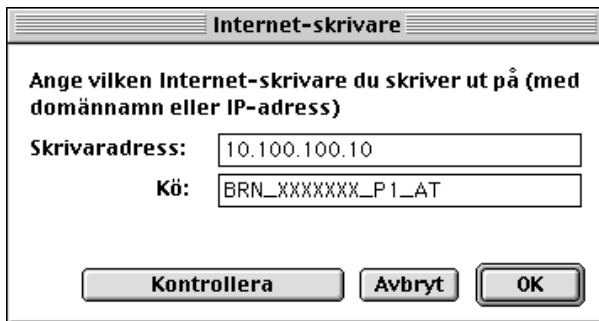 Internet-skrivare
Ange vilken Internet-skrivare du skriver ut på (med
domännamn eller IP-adress)
Skrivaradress: 10.100.100.10
Kö: BRN_XXXXXXX_P1_AT
Kontrollera Avbryt OK